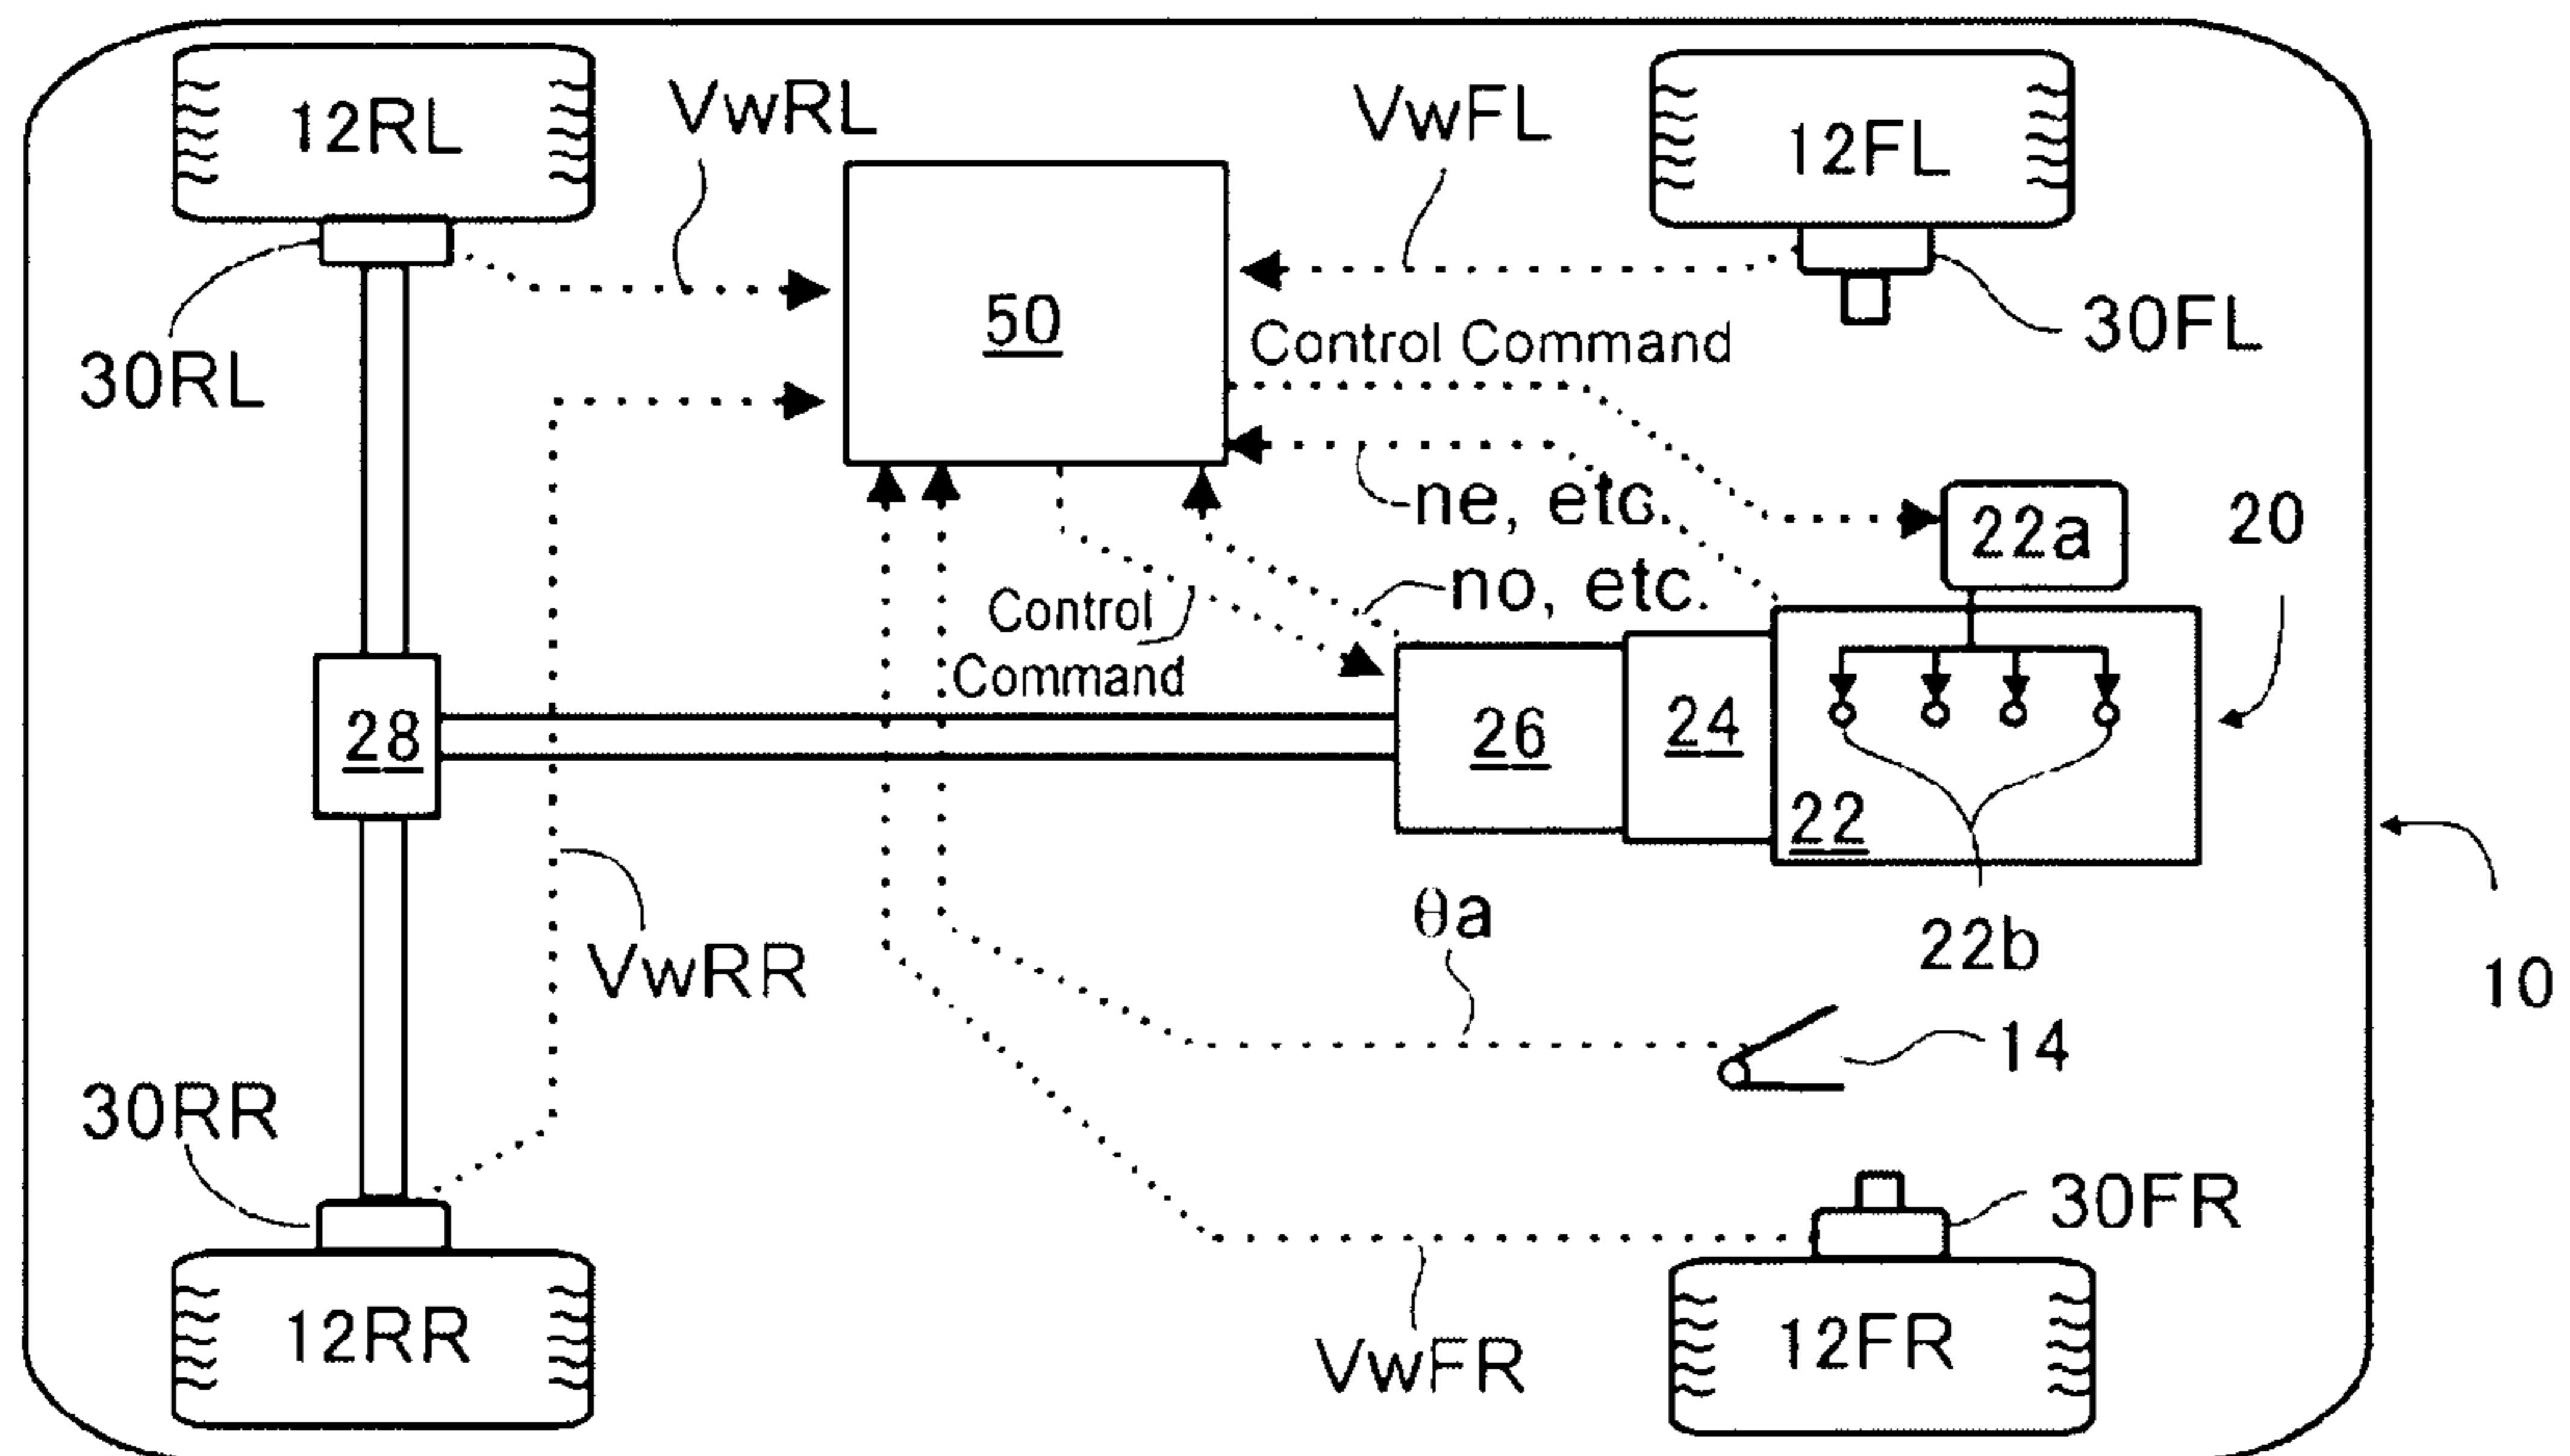 12RL
VwRL
VwFL
12FL
50
30RL
Control Command
30FL
ne, etc.
22a
20
no, etc.
Control
Command
28
26
24
22
θa
22b
VwRR
10
14
30RR
30FR
12RR
VwFR
12FR